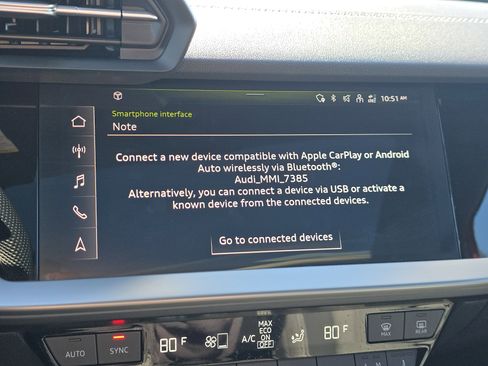 10:51 AM
Smartphone interface
Note
Connect a new device compatible with Apple CarPlay or Android
Auto wirelessly via Bluetooth®:
Audi_MMI_7385
Alternatively, you can connect a device via USB or activate a
known device from the connected devices.
Go to connected devices
AUTO
SYNC
80 F
A/C
MAX
ECO
ON
OFF
80 F
MAX
REAR